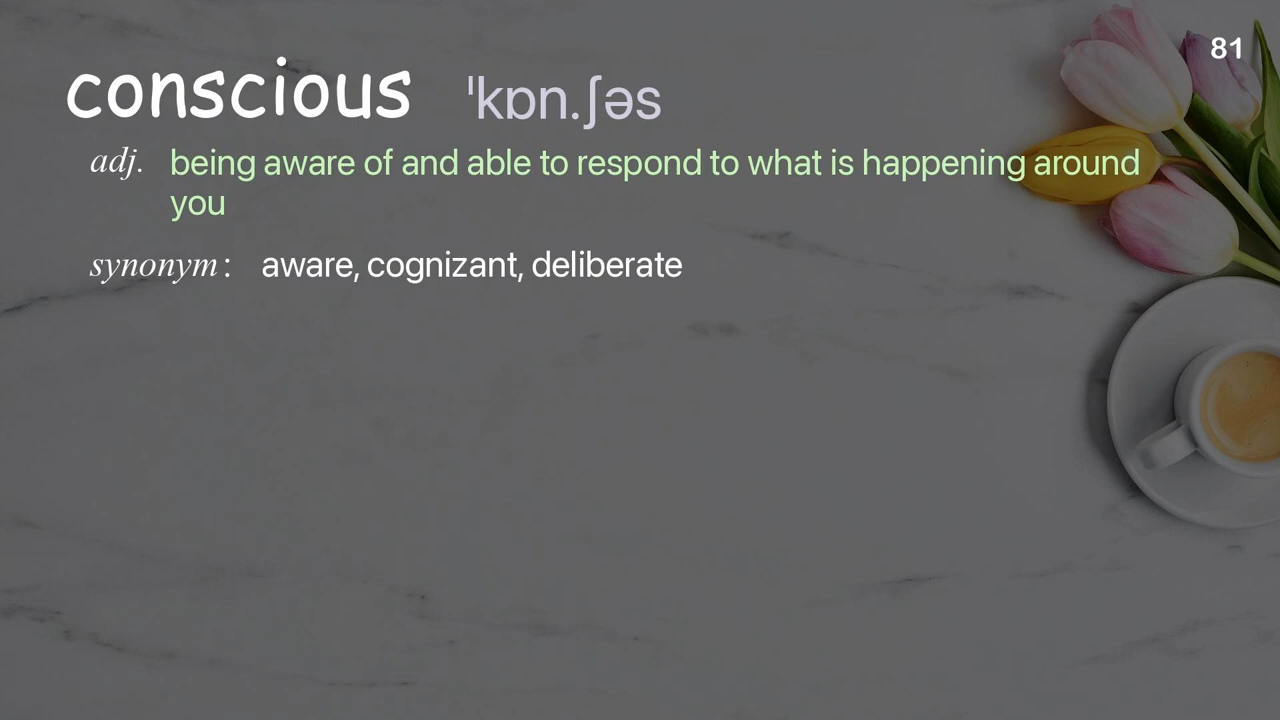 81
conscious ˈkɒn.ʃəs
adj. being aware of and able to respond to what is happening around
you
synonym: aware, cognizant, deliberate